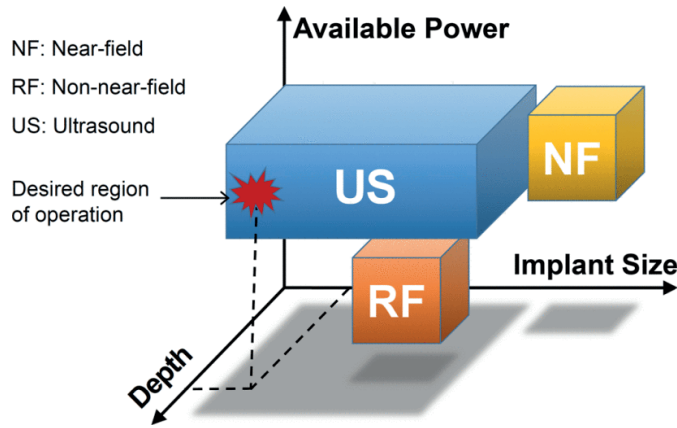 Available Power
NF: Near-field
RF: Non-near-field
US: Ultrasound
Desired region
of operation
US
NF
RF
Implant Size
Depth